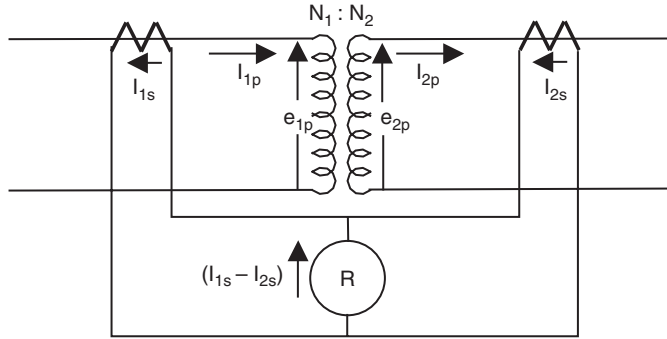 N₁ : N₂
I₁ₛ
I₁ₚ
e₁ₚ
e₂ₚ
I₂ₚ
I₂ₛ
(I₁ₛ – I₂ₛ)
R